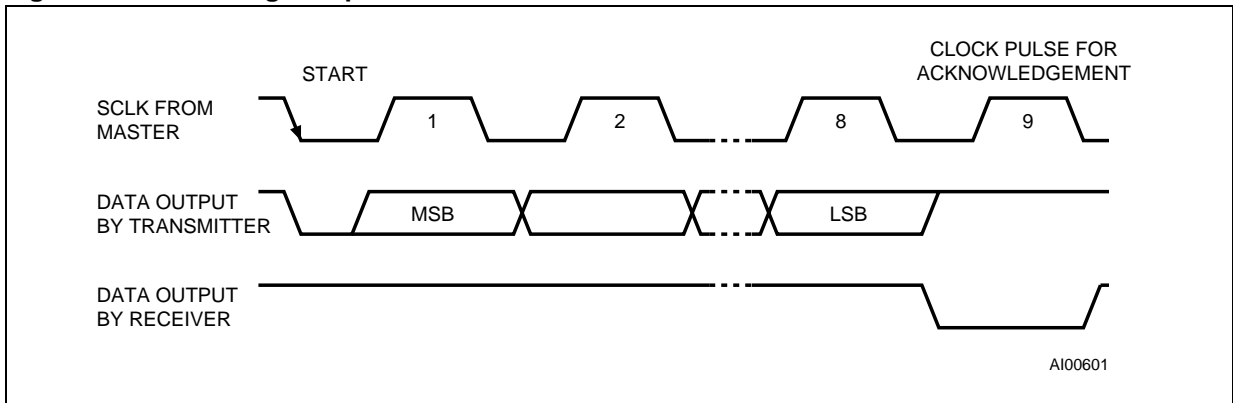 START
CLOCK PULSE FOR
ACKNOWLEDGEMENT
SCLK FROM
MASTER
1
2
8
9
DATA OUTPUT
BY TRANSMITTER
MSB
LSB
DATA OUTPUT
BY RECEIVER
AI00601